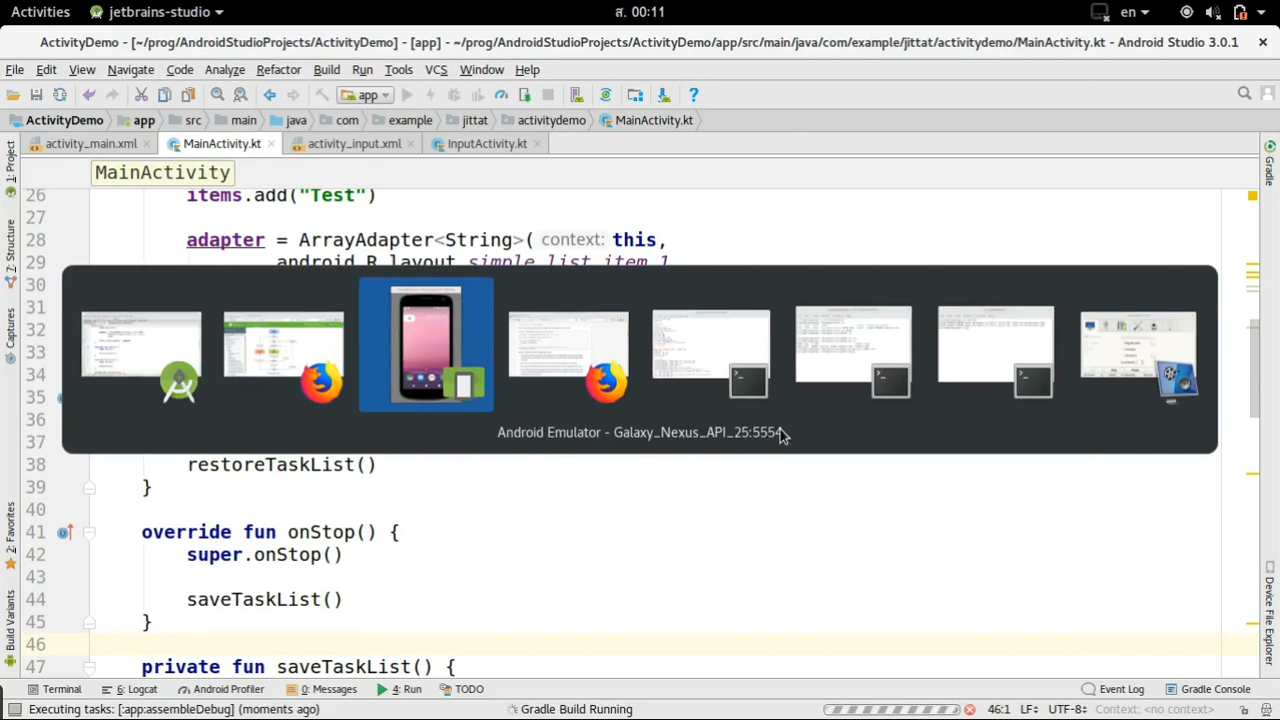 Activities jetbrains-studio ส. 00:11 en
ActivityDemo - [~/prog/AndroidStudioProjects/ActivityDemo] - [app] - ~/prog/AndroidStudioProjects/ActivityDemo/app/src/main/java/com/example/jittat/activitydemo/MainActivity.kt - Android Studio 3.0.1
File Edit View Navigate Code Analyze Refactor Build Run Tools VCS Window Help
app
ActivityDemo app src main java com example jittat activitydemo MainActivity.kt
activity_main.xml MainActivity.kt activity_input.xml InputActivity.kt
MainActivity
1: Project
7: Structure
Captures
2: Favorites
Build Variants
Gradle
Device File Explorer
26 items.add("Test")
27
28 adapter = ArrayAdapter<String>( context: this,
29 android.R.layout.simple_list_item_1
30
31
32
33
34
35
36
37
Android Emulator - Galaxy_Nexus_API_25:5554
38 restoreTaskList()
39 }
40
41 override fun onStop() {
42 super.onStop()
43
44 saveTaskList()
45 }
46
47 private fun saveTaskList() {
Terminal 6: Logcat Android Profiler 0: Messages 4: Run TODO Event Log Gradle Console
Executing tasks: [:app:assembleDebug] (moments ago) Gradle Build Running 46:1 LF÷ UTF-8÷ Context: <no context>